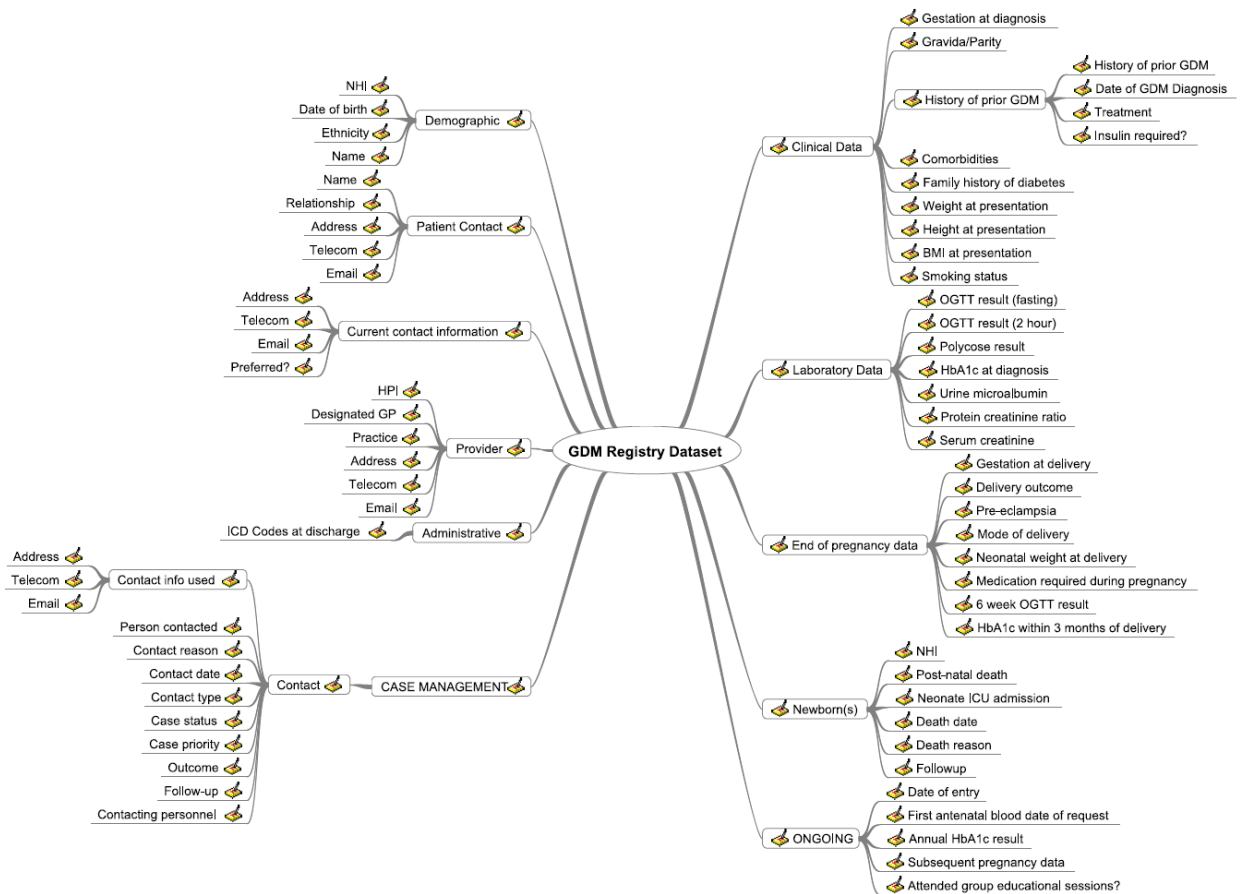 GDM Registry Dataset
Demographic
NHI
Date of birth
Ethnicity
Name
Patient Contact
Name
Relationship
Address
Telecom
Email
Current contact information
Address
Telecom
Email
Preferred?
Provider
HPI
Designated GP
Practice
Address
Telecom
Email
Administrative
ICD Codes at discharge
CASE MANAGEMENT
Contact
Contact info used
Address
Telecom
Email
Person contacted
Contact reason
Contact date
Contact type
Case status
Case priority
Outcome
Follow-up
Contacting personnel
Clinical Data
Gestation at diagnosis
Gravida/Parity
History of prior GDM
History of prior GDM
Date of GDM Diagnosis
Treatment
Insulin required?
Comorbidities
Family history of diabetes
Weight at presentation
Height at presentation
BMI at presentation
Smoking status
Laboratory Data
OGTT result (fasting)
OGTT result (2 hour)
Polycose result
HbA1c at diagnosis
Urine microalbumin
Protein creatinine ratio
Serum creatinine
End of pregnancy data
Gestation at delivery
Delivery outcome
Pre-eclampsia
Mode of delivery
Neonatal weight at delivery
Medication required during pregnancy
6 week OGTT result
HbA1c within 3 months of delivery
Newborn(s)
NHI
Post-natal death
Neonate ICU admission
Death date
Death reason
Followup
ONGOING
Date of entry
First antenatal blood date of request
Annual HbA1c result
Subsequent pregnancy data
Attended group educational sessions?